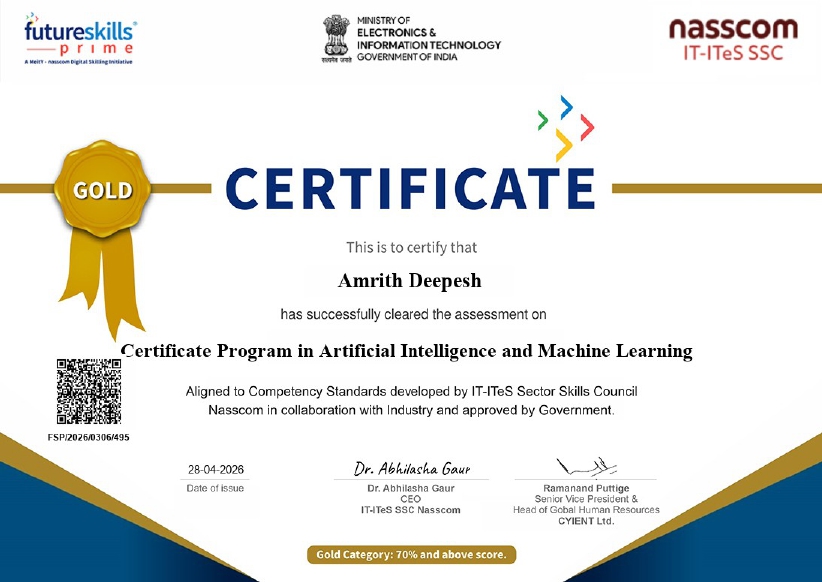 futureskills®
prime
A MeitY - nasscom Digital Skilling Initiative
सत्यमेव जयते
MINISTRY OF
ELECTRONICS &
INFORMATION TECHNOLOGY
GOVERNMENT OF INDIA
nasscom
IT-ITeS SSC
GOLD
CERTIFICATE
This is to certify that
Amrith Deepesh
has successfully cleared the assessment on
Certificate Program in Artificial Intelligence and Machine Learning
Aligned to Competency Standards developed by IT-ITeS Sector Skills Council
Nasscom in collaboration with Industry and approved by Government.
FSP/2026/0306/495
28-04-2026
Date of issue
Dr. Abhilasha Gaur
Dr. Abhilasha Gaur
CEO
IT-ITeS SSC Nasscom
Ramanand Puttige
Senior Vice President &
Head of Gobal Human Resources
CYIENT Ltd.
Gold Category: 70% and above score.